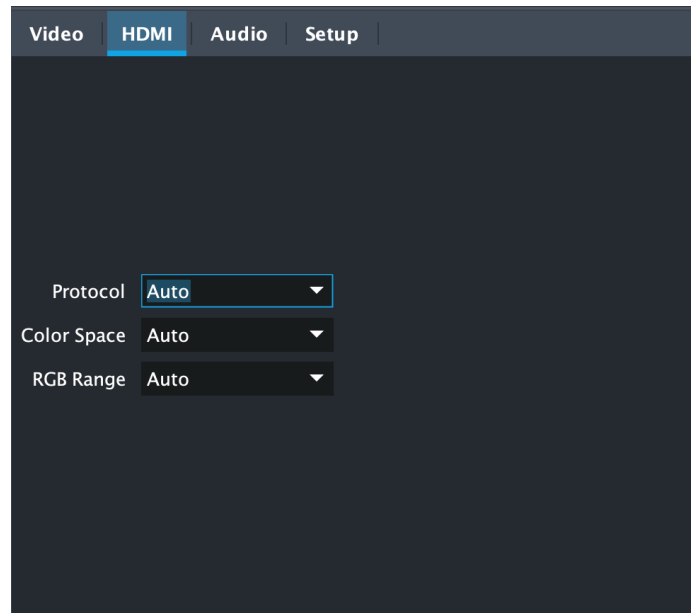 Video HDMI Audio Setup
Protocol Auto
Color Space Auto
RGB Range Auto